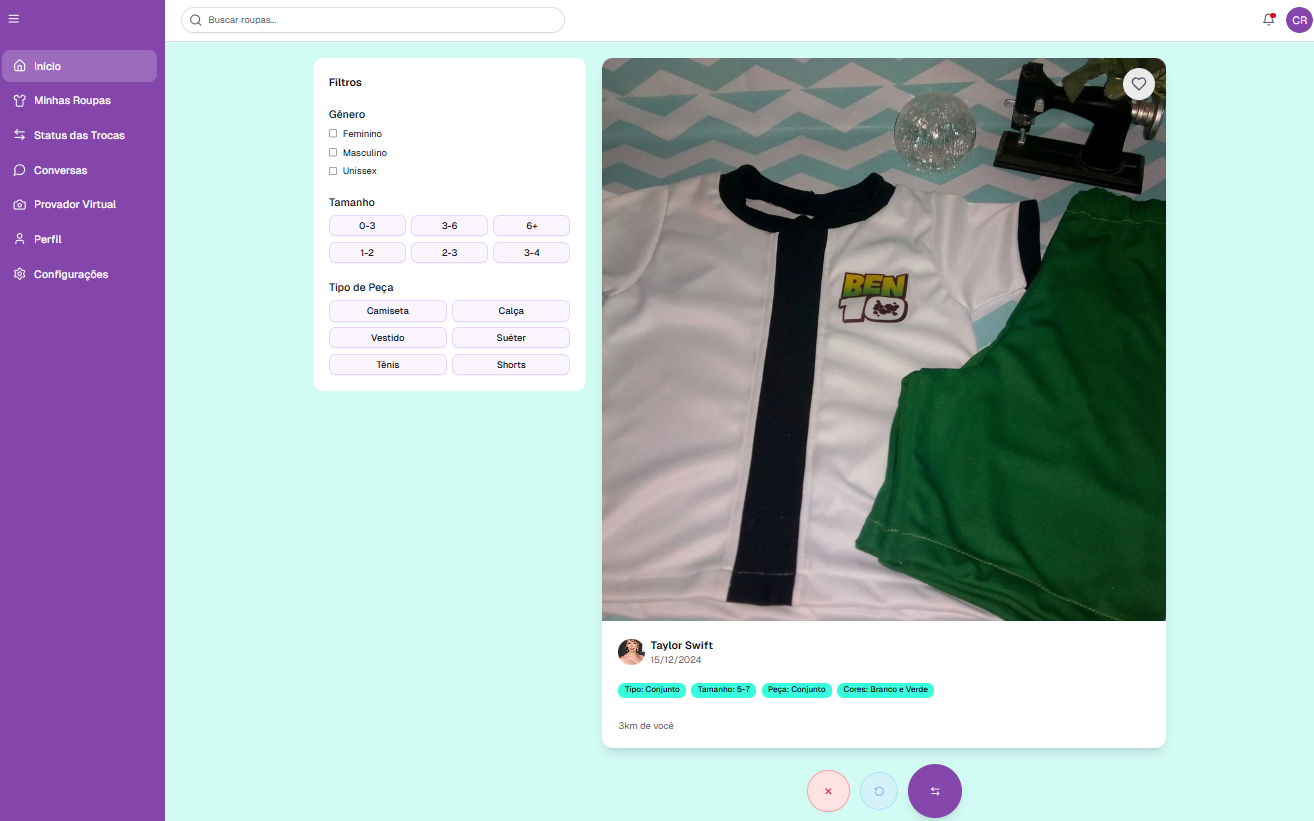 Buscar roupas...
CR
Início
Minhas Roupas
Status das Trocas
Conversas
Provador Virtual
Perfil
Configurações
Filtros
Gênero
Feminino
Masculino
Unissex
Tamanho
0-3 3-6 6+
1-2 2-3 3-4
Tipo de Peça
Camiseta Calça
Vestido Suéter
Tênis Shorts
BEN
10
Taylor Swift
15/12/2024
Tipo: Conjunto Tamanho: 5-7 Peça: Conjunto Cores: Branco e Verde
3km de você